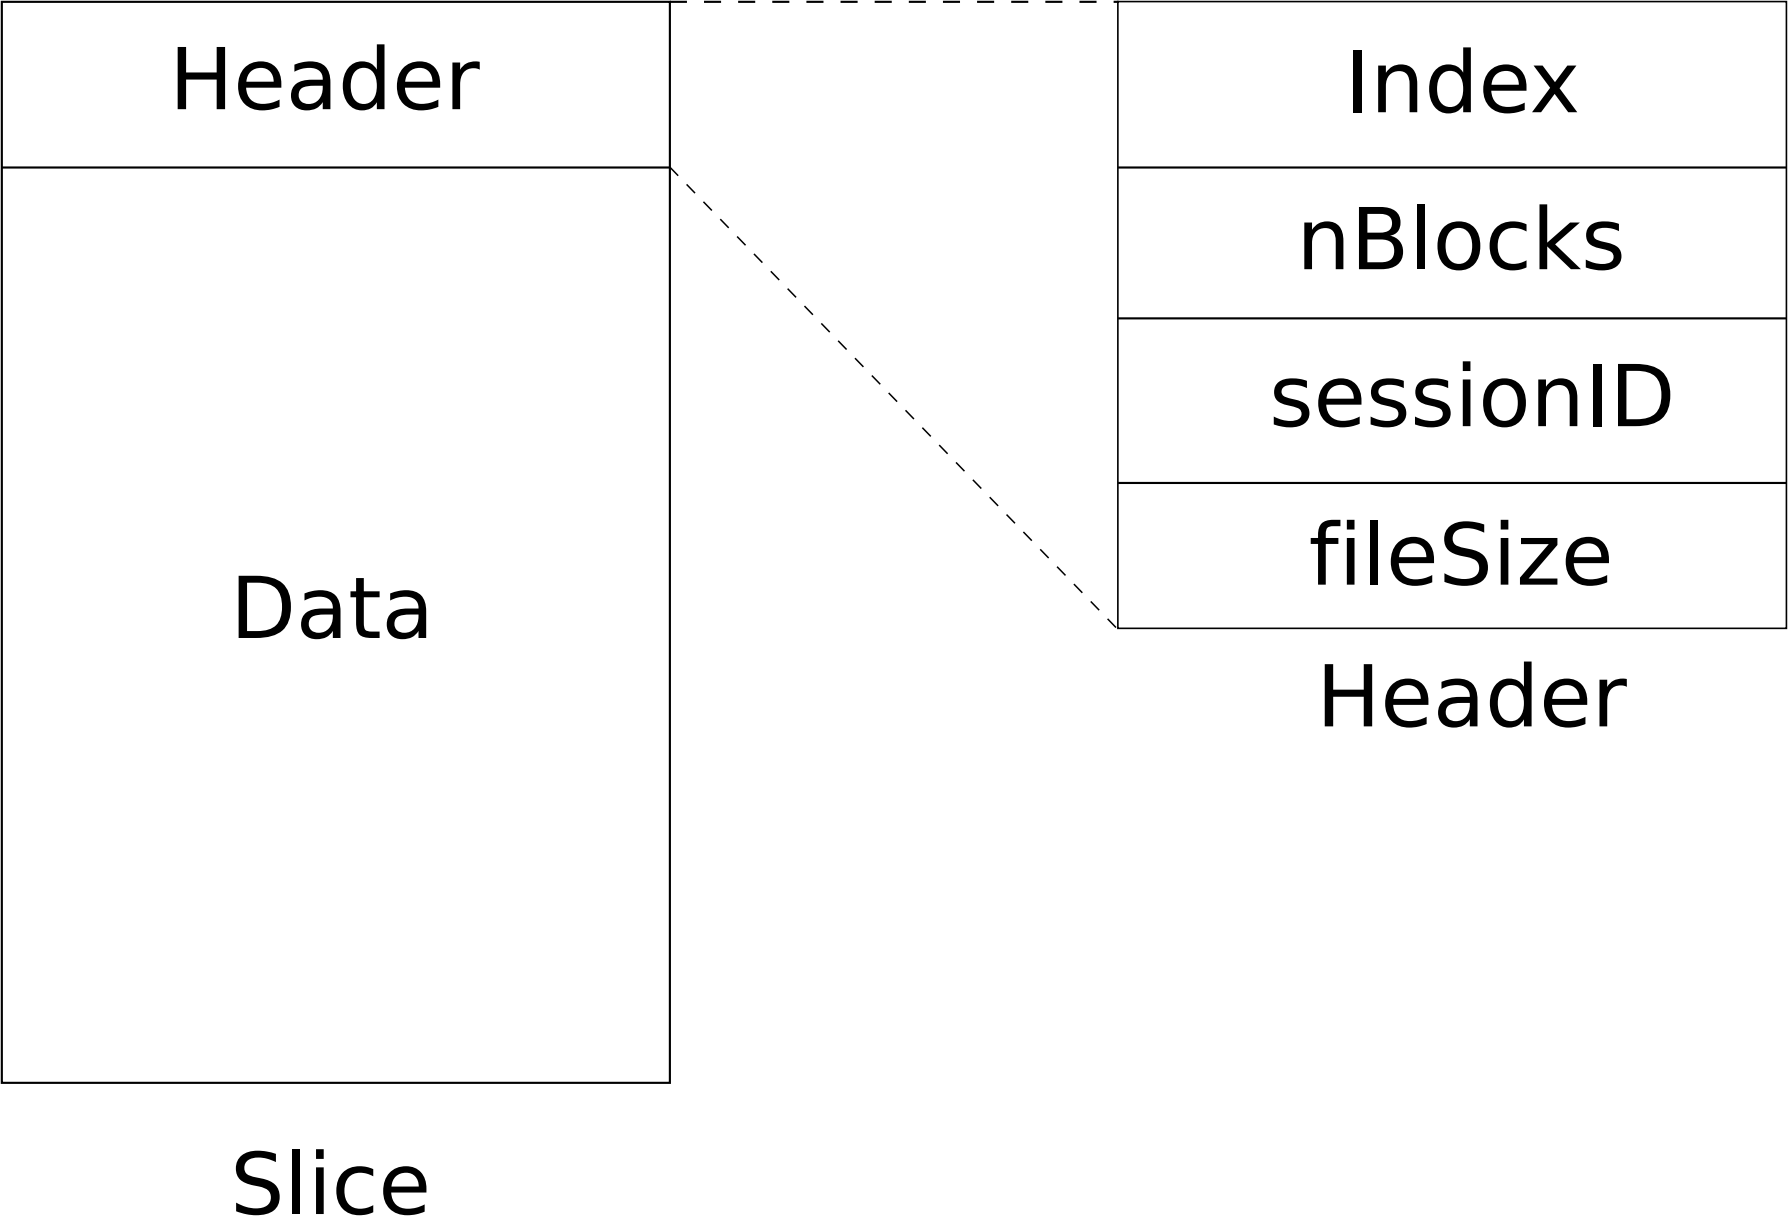 Header
Data
Slice
Index
nBlocks
sessionID
fileSize
Header